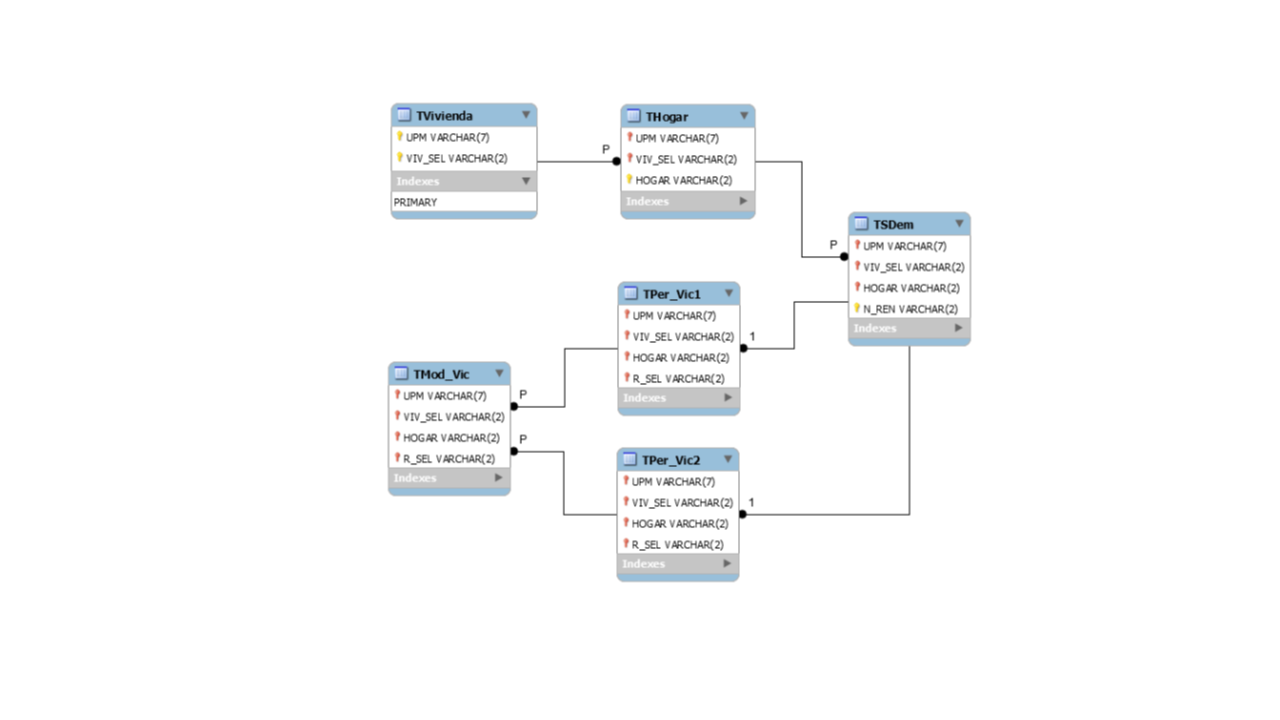 TVivienda
UPM VARCHAR(7)
VIV_SEL VARCHAR(2)
Indexes
PRIMARY
P
THogar
UPM VARCHAR(7)
VIV_SEL VARCHAR(2)
HOGAR VARCHAR(2)
Indexes
P
TSDem
UPM VARCHAR(7)
VIV_SEL VARCHAR(2)
HOGAR VARCHAR(2)
N_REN VARCHAR(2)
Indexes
TPer_Vic1
UPM VARCHAR(7)
VIV_SEL VARCHAR(2)
HOGAR VARCHAR(2)
R_SEL VARCHAR(2)
Indexes
1
TMod_Vic
UPM VARCHAR(7)
VIV_SEL VARCHAR(2)
HOGAR VARCHAR(2)
R_SEL VARCHAR(2)
Indexes
P
P
TPer_Vic2
UPM VARCHAR(7)
VIV_SEL VARCHAR(2)
HOGAR VARCHAR(2)
R_SEL VARCHAR(2)
Indexes
1